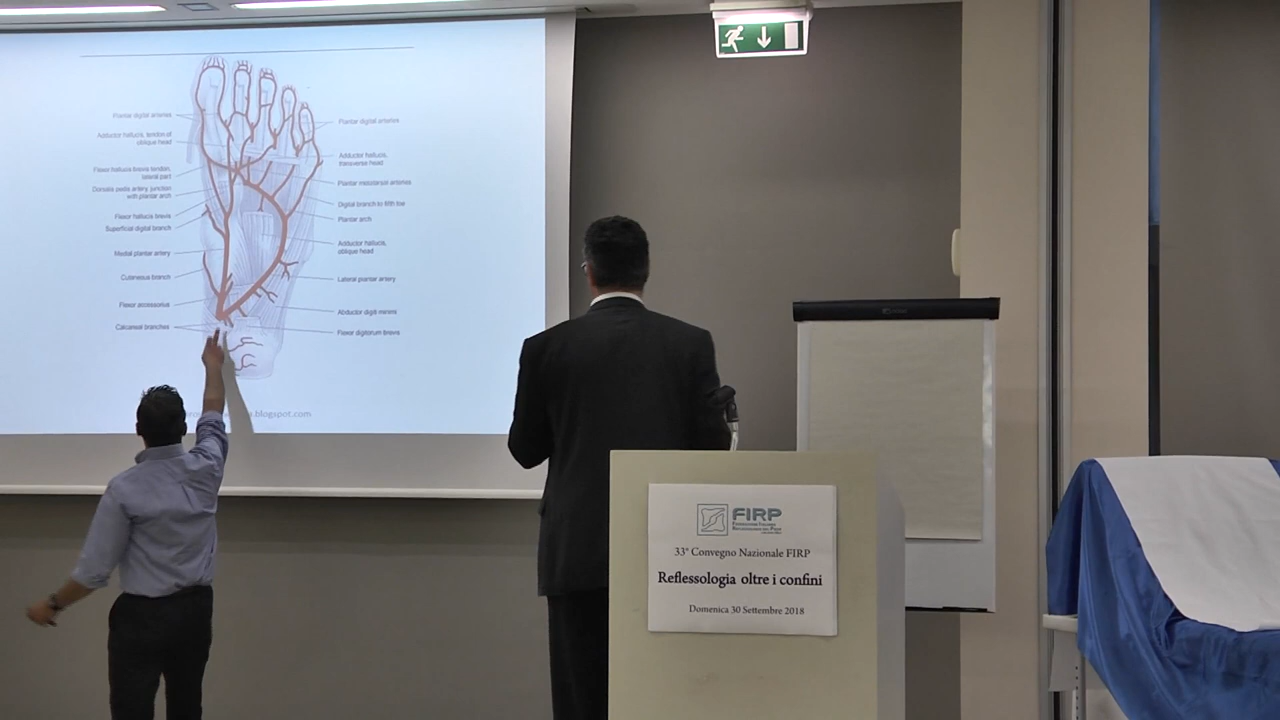 Plantar digital arteries
Adductor hallucis, tendon of
oblique head
Flexor hallucis brevis tendon,
lateral part
Dorsalis pedis artery junction
with plantar arch
Flexor hallucis brevis
Superficial digital branch
Medial plantar artery
Cutaneous branch
Flexor accessorius
Calcaneal branches
Plantar digital arteries
Adductor hallucis,
transverse head
Plantar metatarsal arteries
Digital branch to fifth toe
Plantar arch
Adductor hallucis,
oblique head
Lateral plantar artery
Abductor digiti minimi
Flexor digitorum brevis
s.blogspot.com
FIRP
33° Convegno Nazionale FIRP
Reflessologia oltre i confini
Domenica 30 Settembre 2018